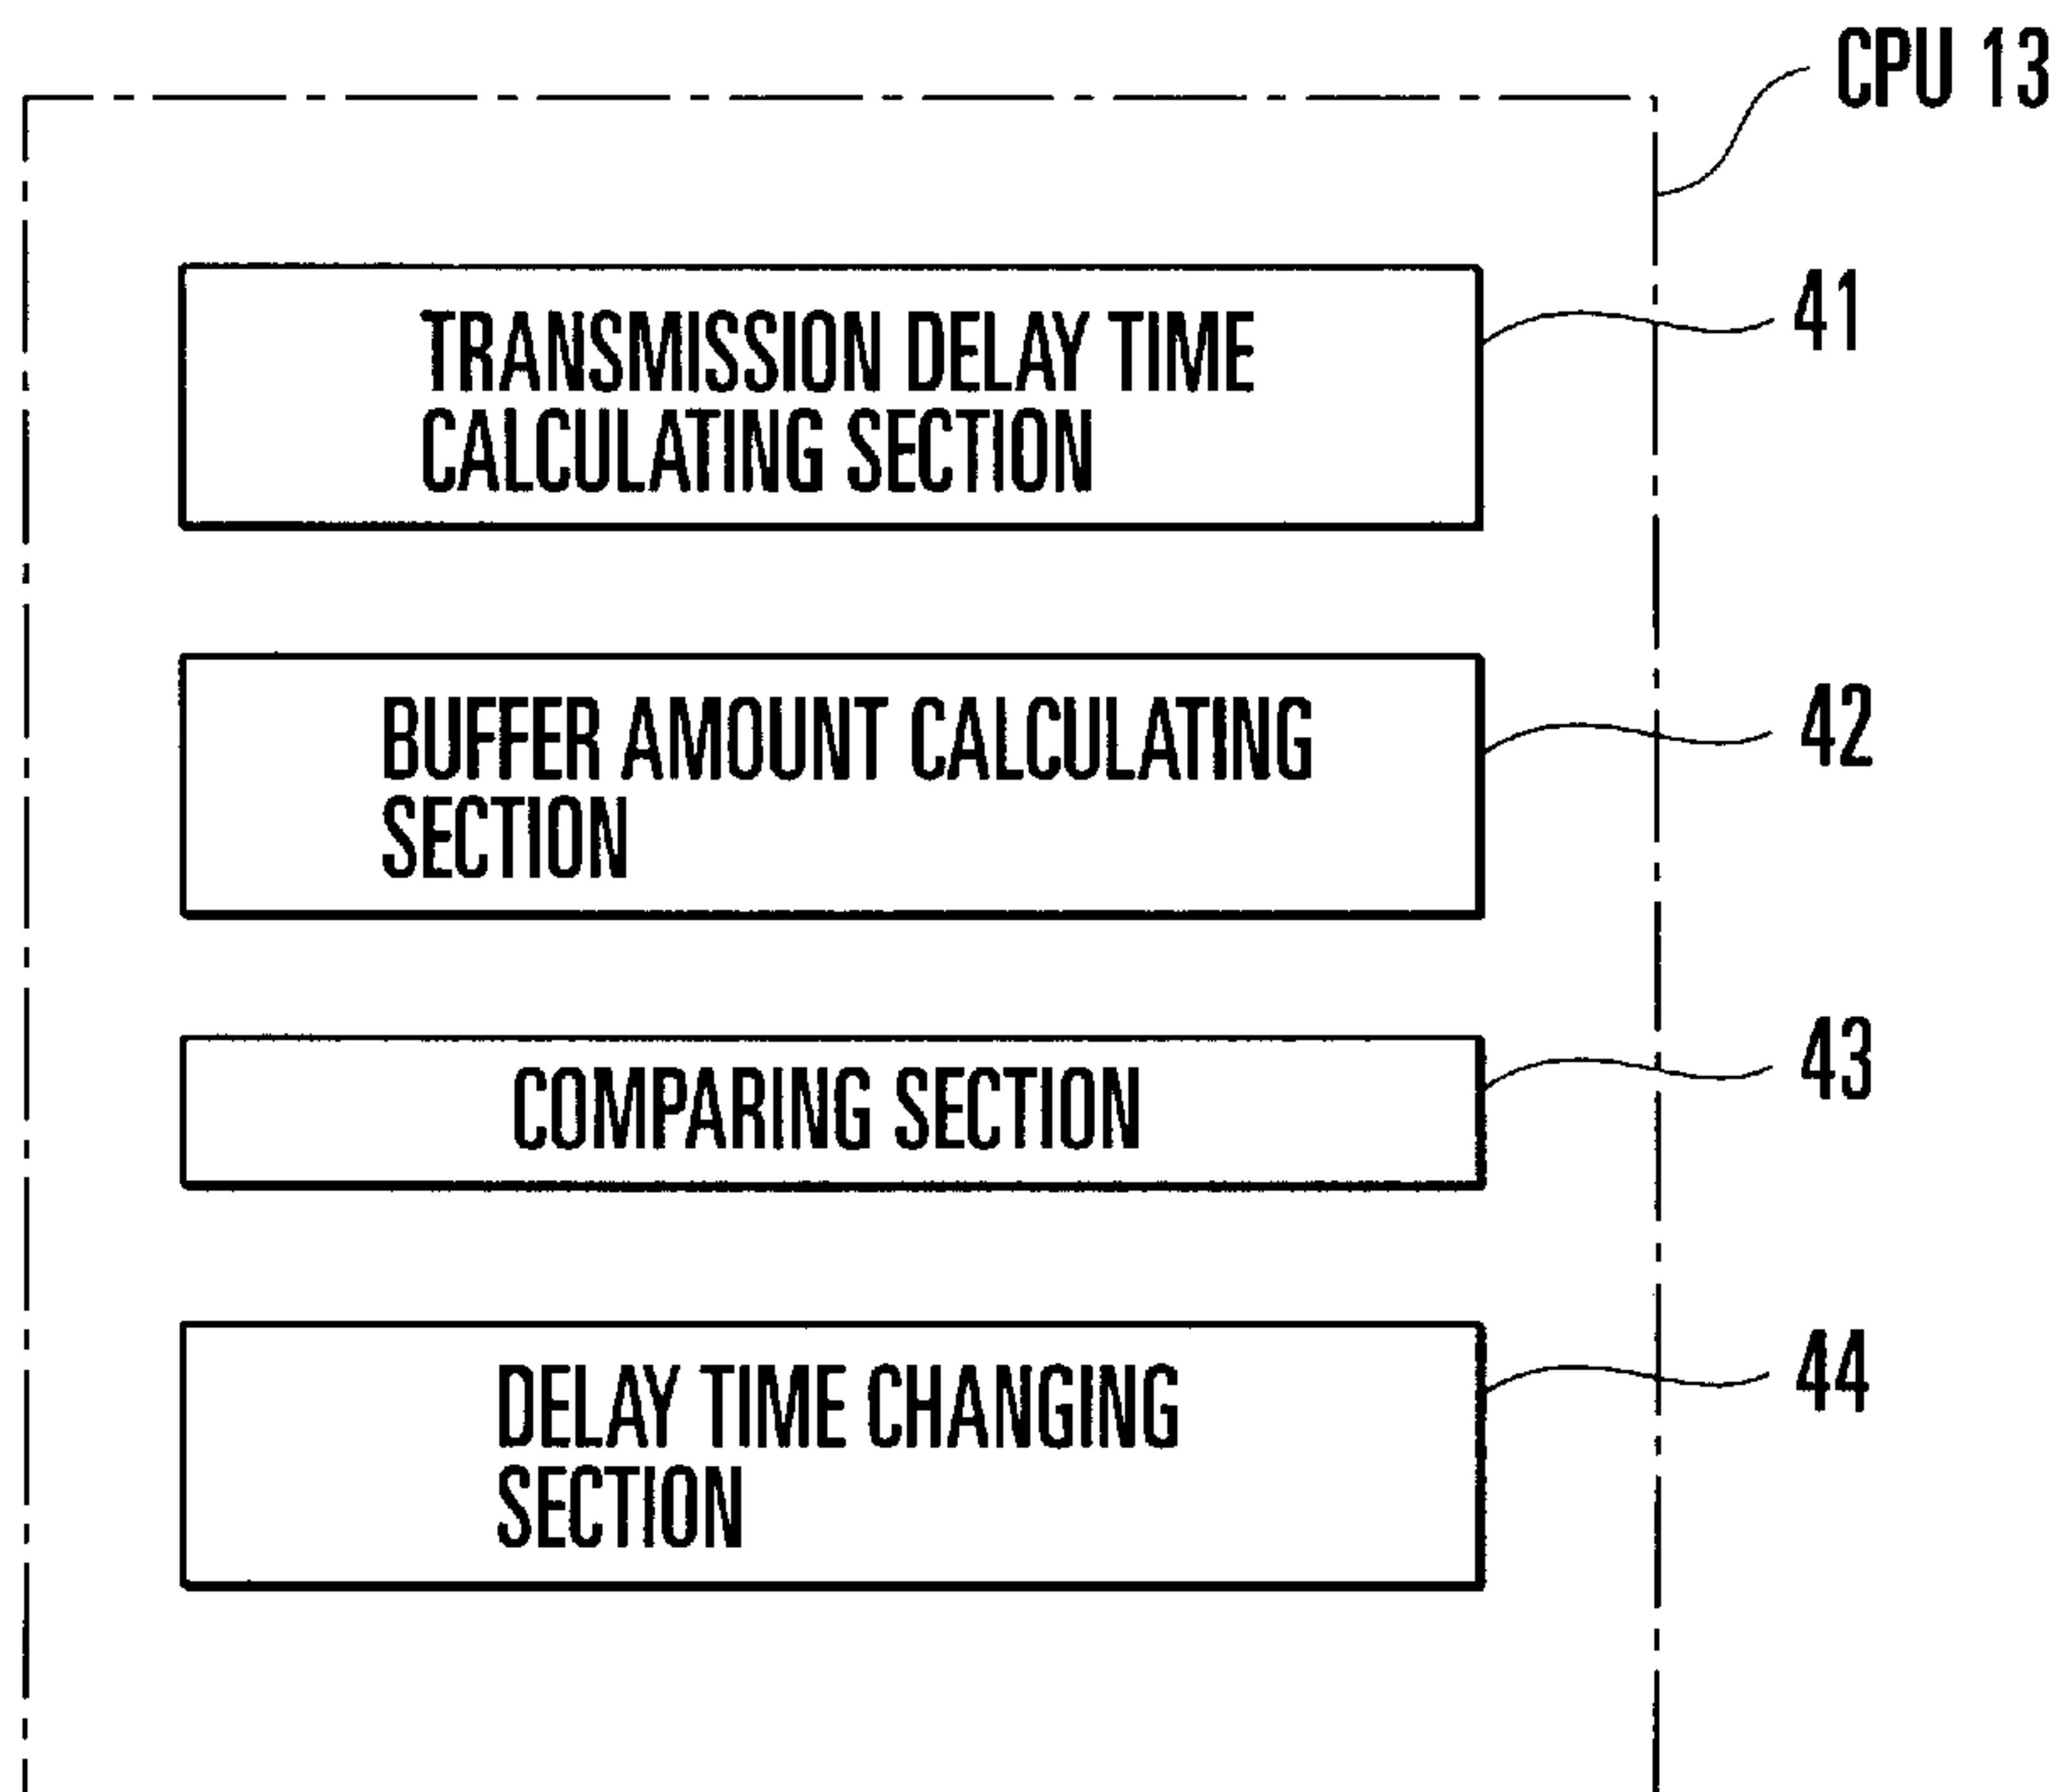 CPU 13
TRANSMISSION DELAY TIME
CALCULATING SECTION
41
BUFFER AMOUNT CALCULATING
SECTION
42
COMPARING SECTION
43
DELAY TIME CHANGING
SECTION
44